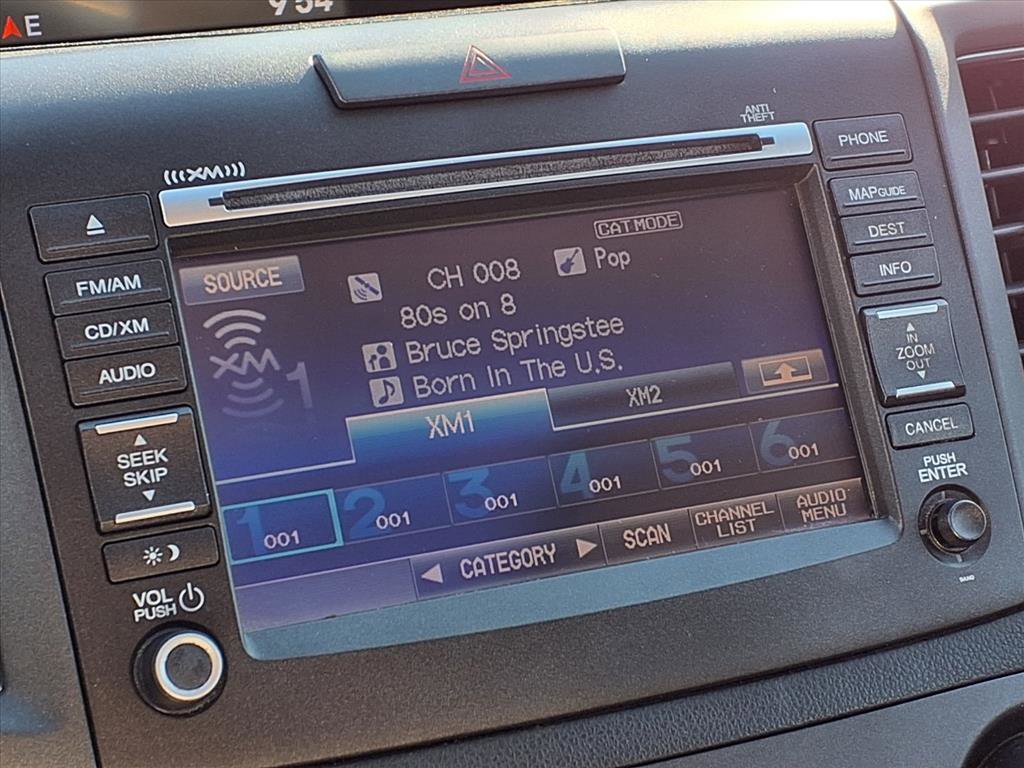 E
9 54
ANTI
THEFT
XM
PHONE
MAPGUIDE
DEST
INFO
IN
ZOOM
OUT
CANCEL
PUSH
ENTER
FM/AM
CD/XM
AUDIO
SEEK
SKIP
VOL
PUSH
SOURCE
CAT MODE
CH 008
Pop
80s on 8
XM 1
Bruce Springstee
Born In The U.S.
XM1
XM2
1 001
2 001
3 001
4 001
5 001
6 001
CATEGORY
SCAN
CHANNEL
LIST
AUDIO
MENU